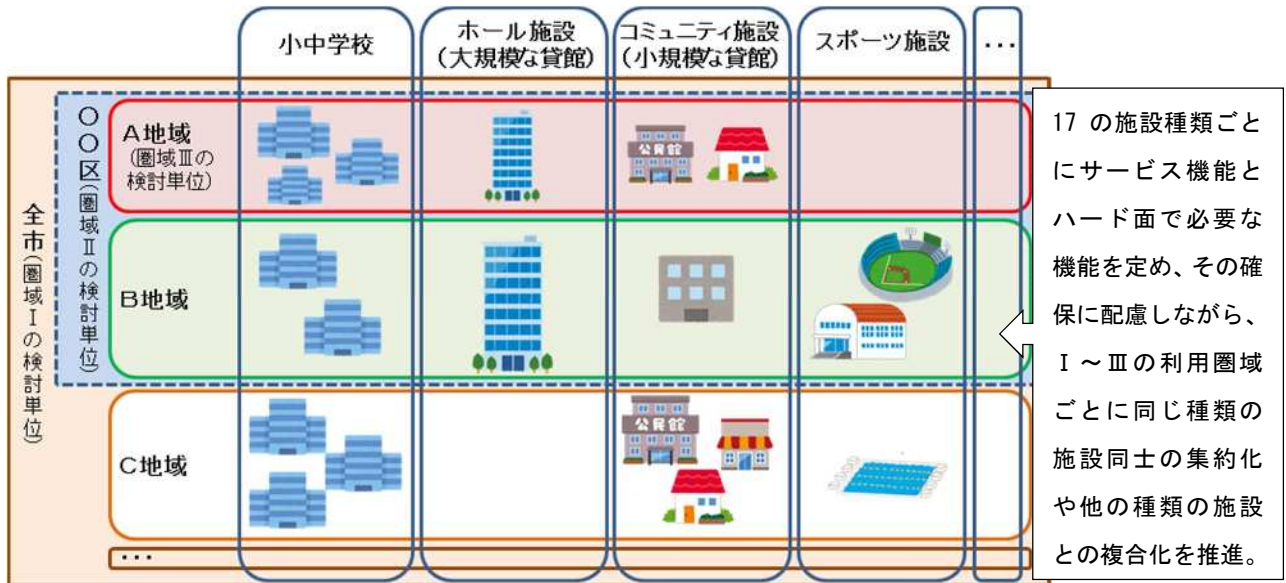 小中学校
ホール施設
(大規模な貸館)
コミュニティ施設
(小規模な貸館)
スポーツ施設
…
全市(圏域Ⅰの検討単位)
〇〇区(圏域Ⅱの検討単位)
A地域
(圏域Ⅲの
検討単位)
公民館
B地域
C地域
公民館
…
17 の施設種類ごと
にサービス機能と
ハード面で必要な
機能を定め、その確
保に配慮しながら、
Ⅰ～Ⅲの利用圏域
ごとに同じ種類の
施設同士の集約化
や他の種類の施設
との複合化を推進。